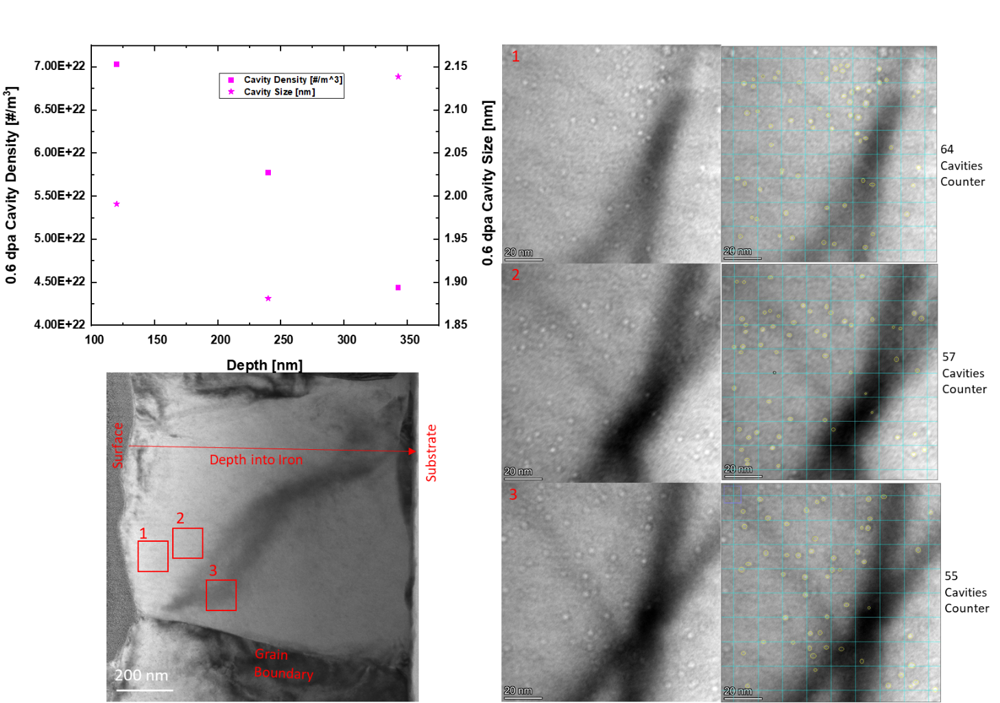 7.00E+22
6.50E+22
6.00E+22
5.50E+22
5.00E+22
4.50E+22
4.00E+22
0.6 dpa Cavity Density [#/m³]
Cavity Density [#/m^3]
Cavity Size [nm]
2.15
2.10
2.05
2.00
1.95
1.90
1.85
0.6 dpa Cavity Size [nm]
100 150 200 250 300 350
Depth [nm]
Surface
Depth into Iron
Substrate
1
2
3
Grain
Boundary
200 nm
1
20 nm
20 nm
64
Cavities
Counter
2
20 nm
20 nm
57
Cavities
Counter
3
20 nm
20 nm
55
Cavities
Counter